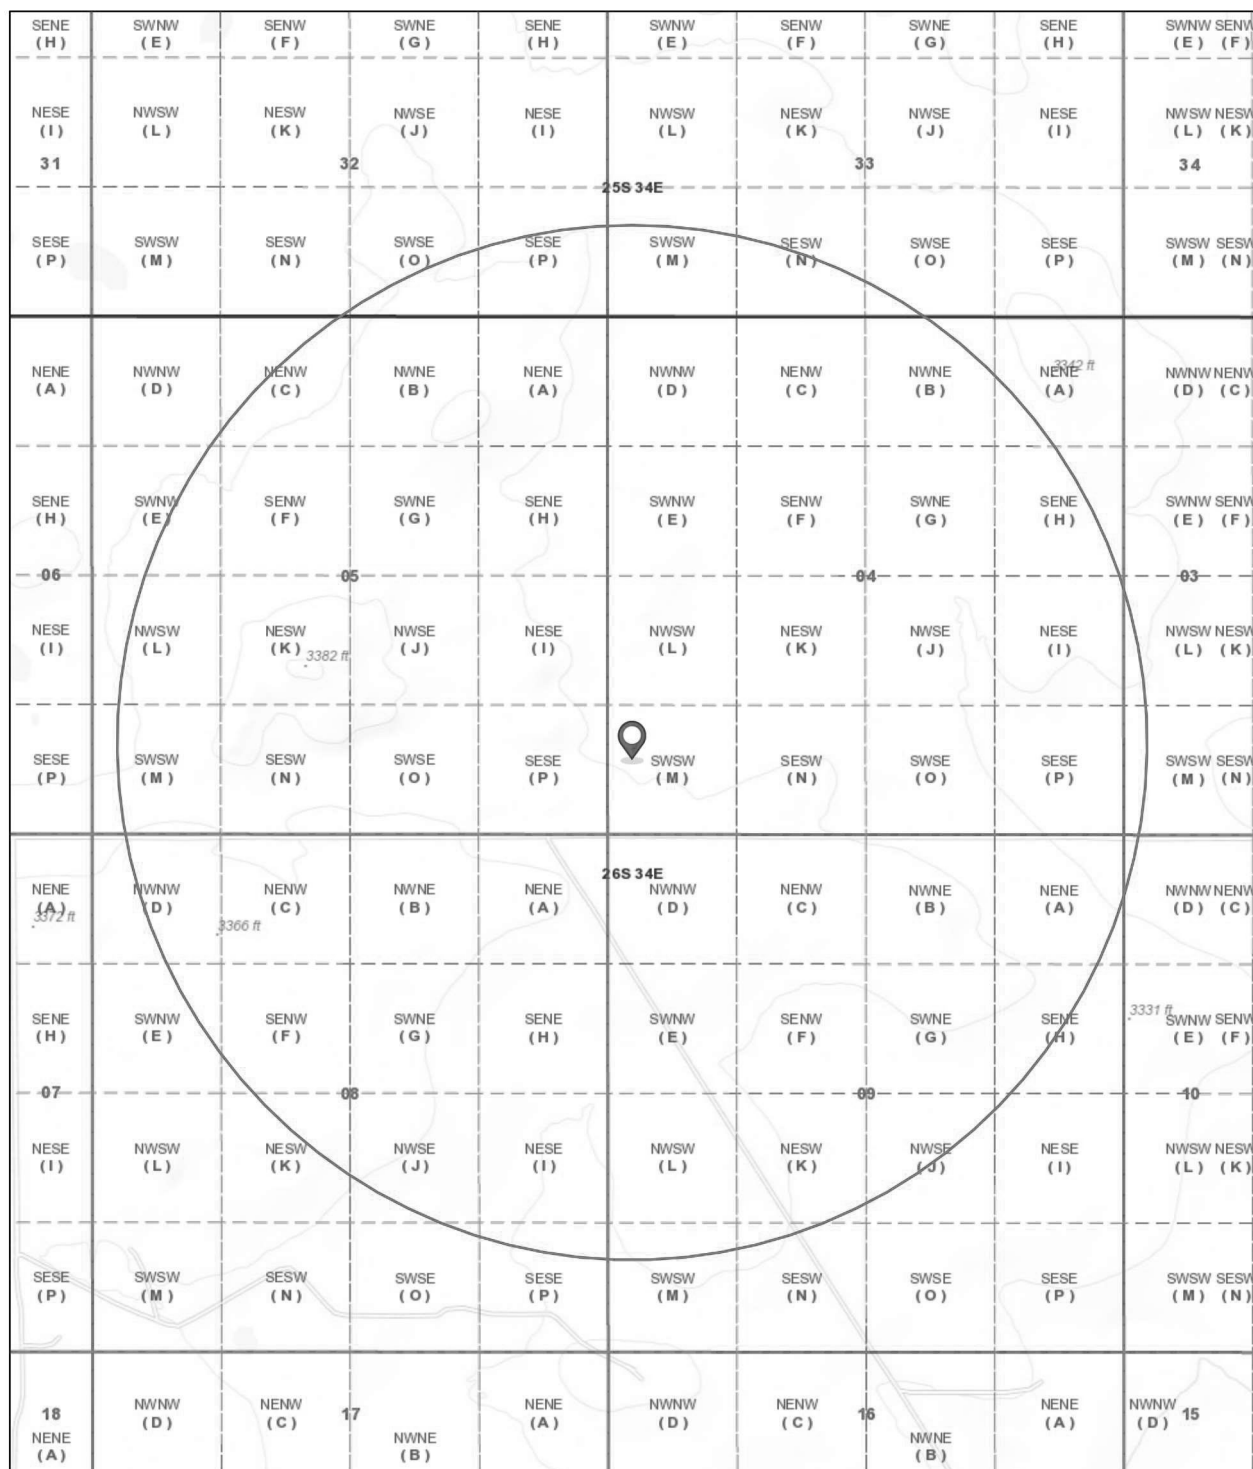 SENE SWNW SENW SWNE SENE SWNW SENW SWNE SENE SWNW SENW
(H) (E) (F) (G) (H) (E) (F) (G) (H) (E) (F)
NESE NWSW NESW NWSE NESE NWSW NESW NWSE NESE NWSW NESW
(I) (L) (K) (J) (I) (L) (K) (J) (I) (L) (K)
31 32 33 34
25S 34E
SESE SWSW SESW SWSE SESE SWSW SESW SWSE SESE SWSW SESW
(P) (M) (N) (O) (P) (M) (N) (O) (P) (M) (N)
3342 ft
NENE NWNW NENW NWNE NENE NWNW NENW NWNE NENE NWNW NENW
(A) (D) (C) (B) (A) (D) (C) (B) (A) (D) (C)
SENE SWNW SENW SWNE SENE SWNW SENW SWNE SENE SWNW SENW
(H) (E) (F) (G) (H) (E) (F) (G) (H) (E) (F)
06 05 04 03
NESE NWSW NESW NWSE NESE NWSW NESW NWSE NESE NWSW NESW
(I) (L) (K) (J) (I) (L) (K) (J) (I) (L) (K)
3382 ft
SESE SWSW SESW SWSE SESE SWSW SESW SWSE SESE SWSW SESW
(P) (M) (N) (O) (P) (M) (N) (O) (P) (M) (N)
26S 34E
NENE NWNW NENW NWNE NENE NWNW NENW NWNE NENE NWNW NENW
(A) (D) (C) (B) (A) (D) (C) (B) (A) (D) (C)
3372 ft 3366 ft
3331 ft
SENE SWNW SENW SWNE SENE SWNW SENW SWNE SENE SWNW SENW
(H) (E) (F) (G) (H) (E) (F) (G) (H) (E) (F)
07 08 09 10
NESE NWSW NESW NWSE NESE NWSW NESW NWSE NESE NWSW NESW
(I) (L) (K) (J) (I) (L) (K) (J) (I) (L) (K)
SESE SWSW SESW SWSE SESE SWSW SESW SWSE SESE SWSW SESW
(P) (M) (N) (O) (P) (M) (N) (O) (P) (M) (N)
NWNW NENW NENE NWNW NENW NENE NWNW
18 (D) (C) 17 (A) (D) (C) 16 (A) (D) 15
NENE NWNE NWNE
(A) (B) (B)